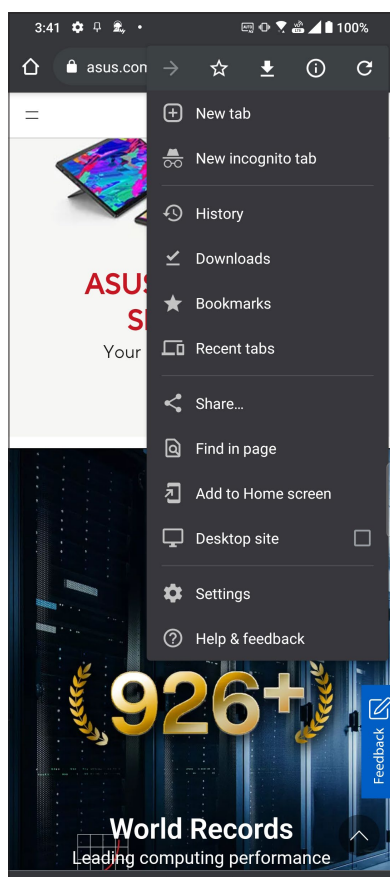 3:41
100%
asus.com
New tab
New incognito tab
History
Downloads
Bookmarks
Recent tabs
Share...
Find in page
Add to Home screen
Desktop site
Settings
Help & feedback
Your
926+
Feedback
World Records
Leading computing performance